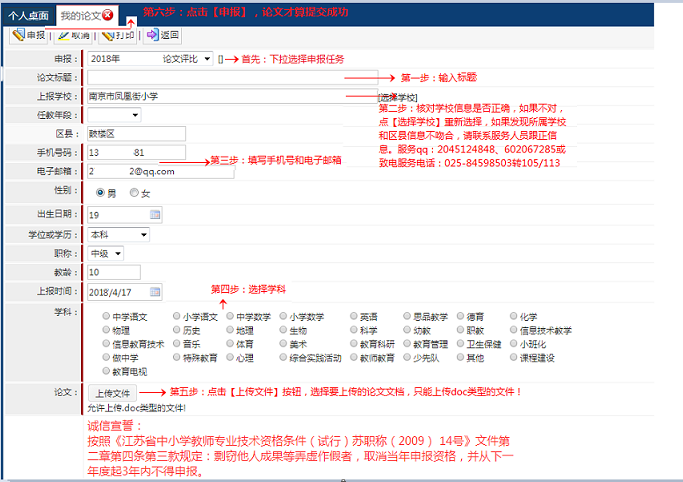 个人桌面 我的论文 第六步：点击【申报】，论文才算提交成功
申报 | 取消 | 打印 | 返回
申报： 2018年 论文评比 首先：下拉选择申报任务
论文标题： 第一步：输入标题
上报学校： 南京市凤凰街小学 [选择学校]
第二步：核对学校信息是否正确，如果不对，
任教年级： 点【选择学校】重新选择，如果发现所属学校
区县： 鼓楼区 和区县信息不吻合，请联系服务人员跟正信
手机号码： 13 81 息。服务qq：2045124848、602067285或
第三步：填写手机号和电子邮箱 致电服务电话：025-84598503转105/113
电子邮箱： 2 2@qq.com
性别： 男 女
出生日期： 19
学位或学历： 本科
职称： 中级
教龄： 10
上报时间： 2018/4/17 第四步：选择学科
学科： 中学语文 小学语文 中学数学 小学数学 英语 思品教学 德育 化学
物理 历史 地理 生物 科学 幼教 职教 信息技术教学
信息教育技术 音乐 体育 美术 教育科研 教育管理 卫生保健 小班化
做中学 特殊教育 心理 综合实践活动 教师教育 少先队 其他 课程建设
教育电视
论文： 上传文件 第五步：点击【上传文件】按钮，选择要上传的论文文档，只能上传doc类型的文件！
允许上传.doc类型的文件!
诚信宣誓：
按照《江苏省中小学教师专业技术资格条件（试行）苏职称（2009） 14号》文件第
二章第四条第三款规定：剽窃他人成果等弄虚作假者，取消当年申报资格，并从下一
年度起3年内不得申报。